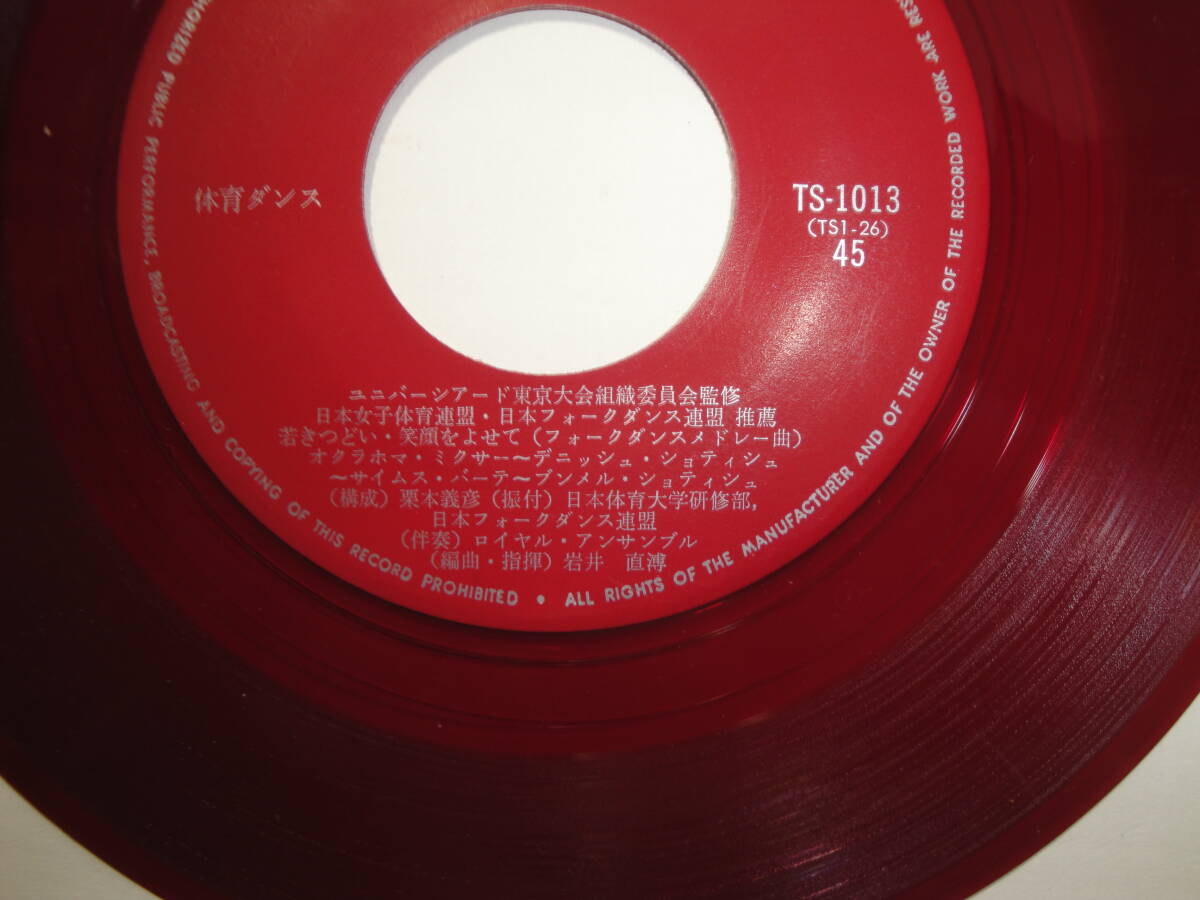 体育ダンス
TS-1013
(TS1-26)
45
ユニバーシアード東京大会組織委員会監修
日本女子体育連盟・日本フォークダンス連盟 推薦
若きつどい・笑顔をよせて(フォークダンスメドレー曲)
オクラホマ・ミクサー〜デニッシュ・ショティシュ
〜サイムス・バーテ〜ブンメル・ショティシュ
(構成)栗本義彦(振付)日本体育大学研修部,
日本フォークダンス連盟
(伴奏)ロイヤル・アンサンブル
(編曲・指揮)岩井 直溥
PUBLIC PERFORMANCE, BROADCASTING AND COPYING OF THIS RECORD PROHIBITED • ALL RIGHTS OF THE MANUFACTURER AND OF THE OWNER OF THE RECORDED WORK ARE